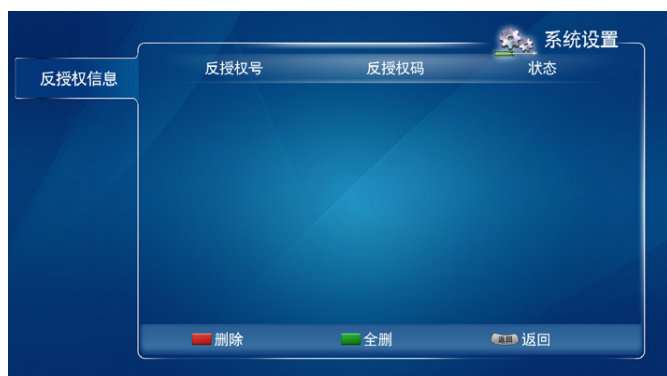 系统设置
反授权信息
反授权号 反授权码 状态
删除 全删 返回 返回